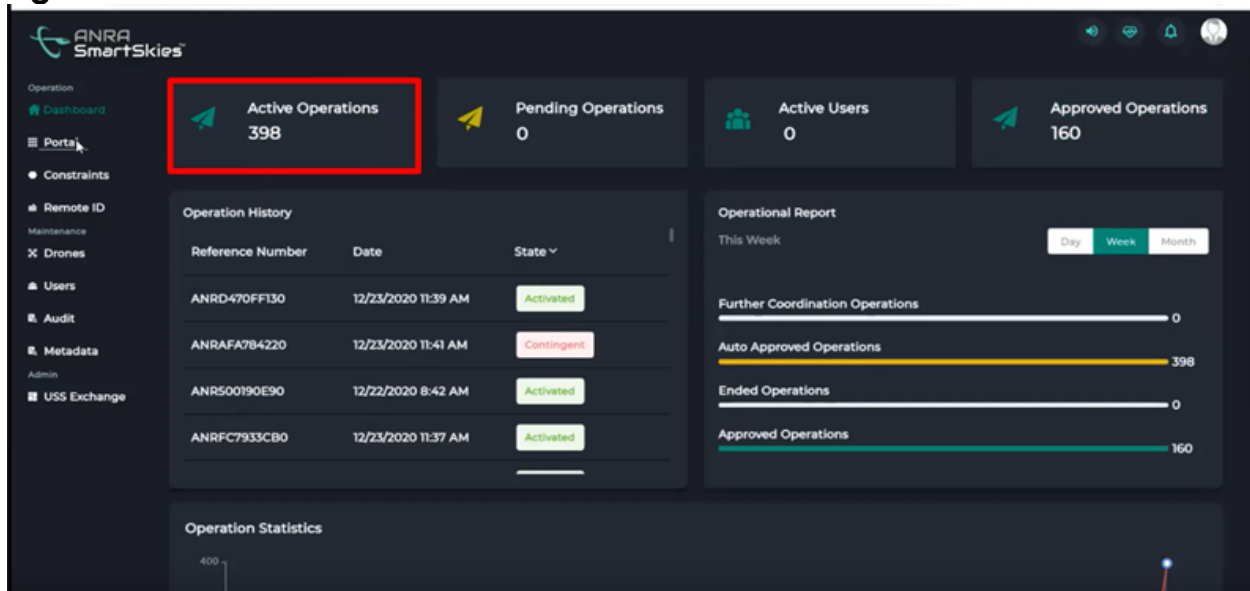 ANRA
SmartSkies
Operation
Dashboard
Portal
Constraints
Remote ID
Maintenance
Drones
Users
Audit
Metadata
Admin
USS Exchange
Active Operations
398
Pending Operations
0
Active Users
0
Approved Operations
160
Operation History
Reference Number Date State
ANRD470FF130 12/23/2020 11:39 AM Activated
ANRAFA784220 12/23/2020 11:41 AM Contingent
ANR500190E90 12/22/2020 8:42 AM Activated
ANRFC7933CB0 12/23/2020 11:37 AM Activated
Operational Report
This Week
Day Week Month
Further Coordination Operations
0
Auto Approved Operations
398
Ended Operations
0
Approved Operations
160
Operation Statistics
400